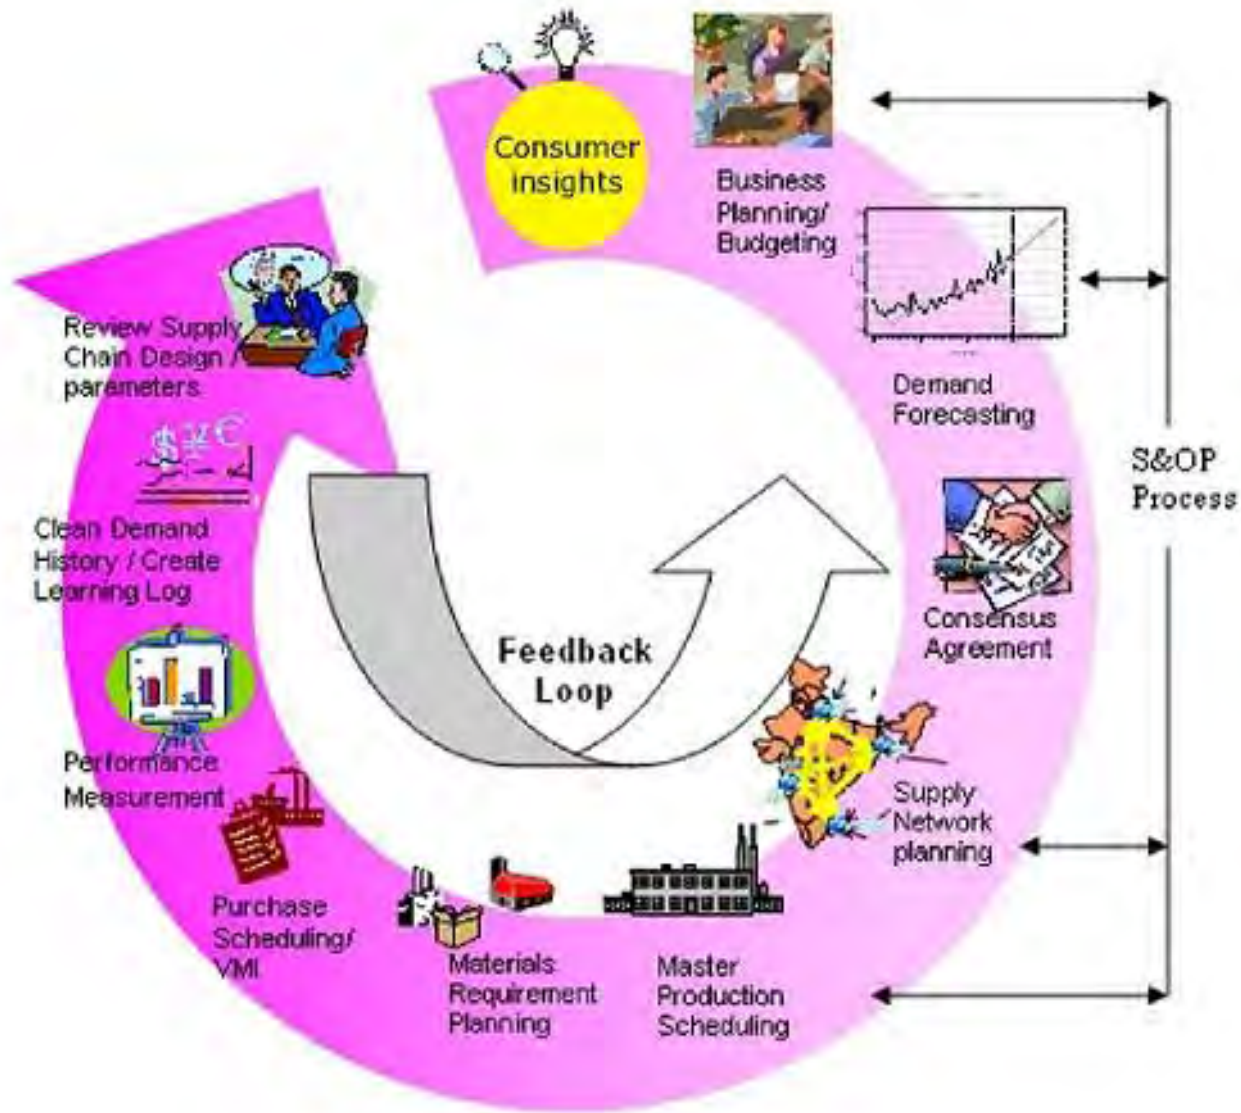 Consumer
insights
Business
Planning/
Budgeting
Demand
Forecasting
S&OP
Process
Consensus
Agreement
Supply
Network
planning
Master
Production
Scheduling
Materials
Requirement
Planning
Purchase
Scheduling/
VMI
Performance
Measurement
Clean Demand
History / Create
Learning Log
$ ¥ €
Review Supply
Chain Design /
parameters
Feedback
Loop